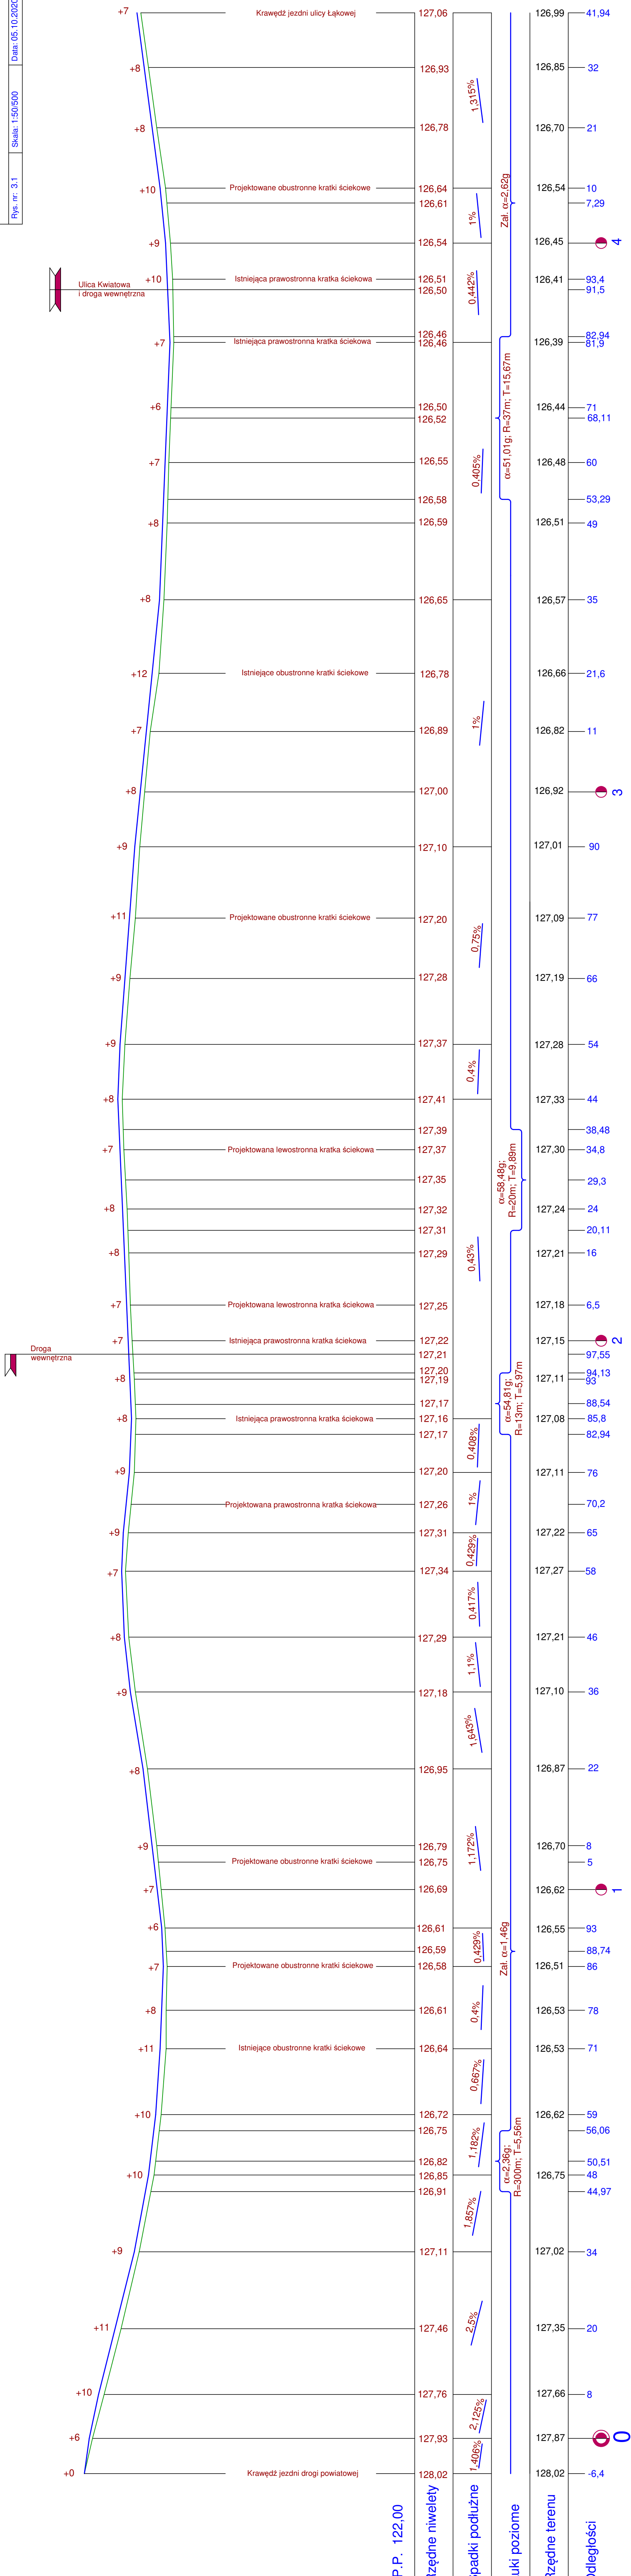 Rys. nr: 3.1
Skala: 1:50/500
Data: 05.10.2020
+7 Krawędź jezdni ulicy Łąkowej 127,06 126,99 41,94
+8 126,93 126,85 32
1,315%
+8 126,78 126,70 21
+10 Projektowane obustronne kratki ściekowe 126,64 126,54 10
126,61 7,29
Zał. α=2,62g
1%
+9 126,54 126,45 4
+10 Istniejąca prawostronna kratka ściekowa 126,51 126,41 93,4
Ulica Kwiatowa
i droga wewnętrzna
126,50 91,5
0,442%
126,46 82,94
+7 Istniejąca prawostronna kratka ściekowa 126,46 126,39 81,9
α=51,01g; R=37m; T=15,67m
+6 126,50 126,44 71
126,52 68,11
+7 126,55 126,48 60
0,405%
126,58 53,29
+8 126,59 126,51 49
+8 126,65 126,57 35
+12 Istniejące obustronne kratki ściekowe 126,78 126,66 21,6
1%
+7 126,89 126,82 11
+8 127,00 126,92 3
+9 127,10 127,01 90
+11 Projektowane obustronne kratki ściekowe 127,20 127,09 77
0,75%
+9 127,28 127,19 66
+9 127,37 127,28 54
0,4%
+8 127,41 127,33 44
127,39 38,48
+7 Projektowana lewostronna kratka ściekowa 127,37 127,30 34,8
α=58,48g;
R=20m; T=9,89m
127,35 29,3
+8 127,32 127,24 24
127,31 20,11
+8 127,29 127,21 16
0,43%
+7 Projektowana lewostronna kratka ściekowa 127,25 127,18 6,5
+7 Istniejąca prawostronna kratka ściekowa 127,22 127,15 2
Droga
wewnętrzna
127,21 97,55
127,20 94,13
+8 127,19 127,11 93
α=54,81g;
R=13m; T=5,97m
127,17 88,54
+8 Istniejąca prawostronna kratka ściekowa 127,16 127,08 85,8
127,17 82,94
0,408%
+9 127,20 127,11 76
1%
Projektowana prawostronna kratka ściekowa 127,26 70,2
+9 127,31 127,22 65
0,429%
+7 127,34 127,27 58
0,417%
+8 127,29 127,21 46
1,1%
+9 127,18 127,10 36
1,643%
+8 126,95 126,87 22
1,172%
+9 126,79 126,70 8
Projektowane obustronne kratki ściekowe 126,75 5
+7 126,69 126,62 1
+6 126,61 126,55 93
0,429%
Zał. α=1,46g
126,59 88,74
+7 Projektowane obustronne kratki ściekowe 126,58 126,51 86
0,4%
+8 126,61 126,53 78
+11 Istniejące obustronne kratki ściekowe 126,64 126,53 71
0,667%
+10 126,72 126,62 59
126,75 56,06
1,182%
α=2,36g;
R=300m; T=5,56m
126,82 50,51
+10 126,85 126,75 48
126,91 44,97
1,857%
+9 127,11 127,02 34
2,5%
+11 127,46 127,35 20
+10 127,76 127,66 8
2,125%
+6 127,93 127,87 0
1,406%
+0 Krawędź jezdni drogi powiatowej 128,02 128,02 -6,4
P.P. 122,00
zędne niwelety
padki podłużne
uki poziome
zędne terenu
dległości